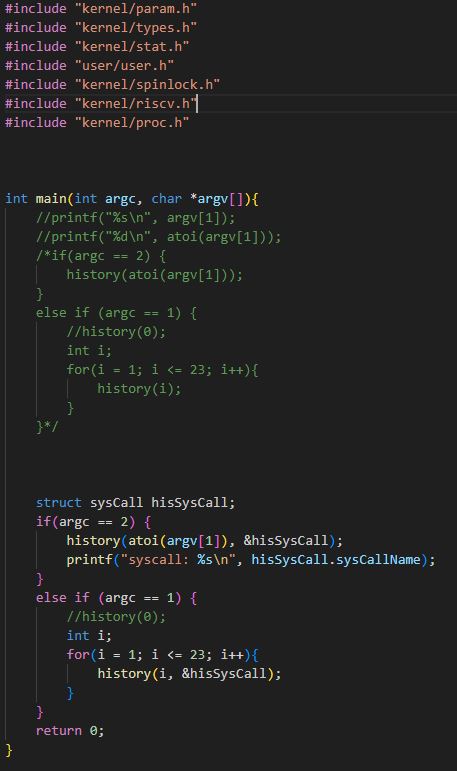 #include "kernel/param.h"
#include "kernel/types.h"
#include "kernel/stat.h"
#include "user/user.h"
#include "kernel/spinlock.h"
#include "kernel/riscv.h"
#include "kernel/proc.h"

int main(int argc, char *argv[]){
    //printf("%s\n", argv[1]);
    //printf("%d\n", atoi(argv[1]));
    /*if(argc == 2) {
        history(atoi(argv[1]));
    }
    else if (argc == 1) {
        //history(0);
        int i;
        for(i = 1; i <= 23; i++){
            history(i);
        }
    }*/

    struct sysCall hisSysCall;
    if(argc == 2) {
        history(atoi(argv[1]), &hisSysCall);
        printf("syscall: %s\n", hisSysCall.sysCallName);
    }
    else if (argc == 1) {
        //history(0);
        int i;
        for(i = 1; i <= 23; i++){
            history(i, &hisSysCall);
        }
    }
    return 0;
}